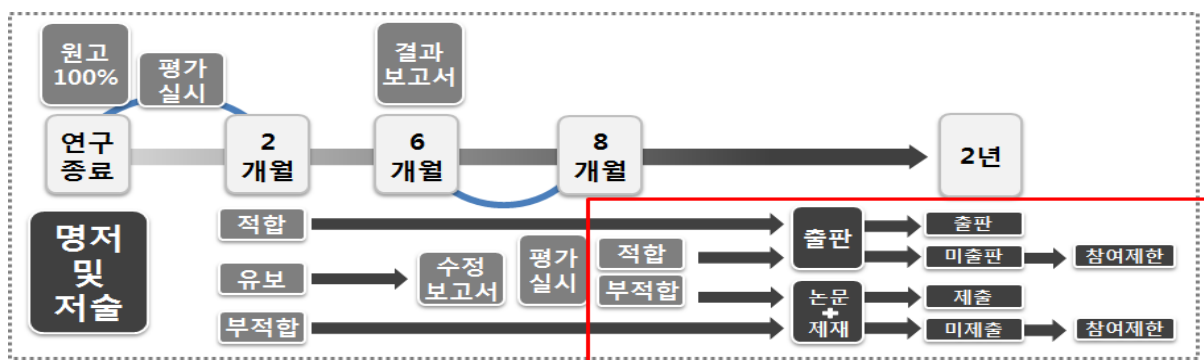 원고
100%
평가
실시
결과
보고서
연구
종료
2
개월
6
개월
8
개월
2년
명저
및
저술
적합
유보
부적합
수정
보고서
평가
실시
적합
부적합
출판
논문
+
제재
출판
미출판
제출
미제출
참여제한
참여제한